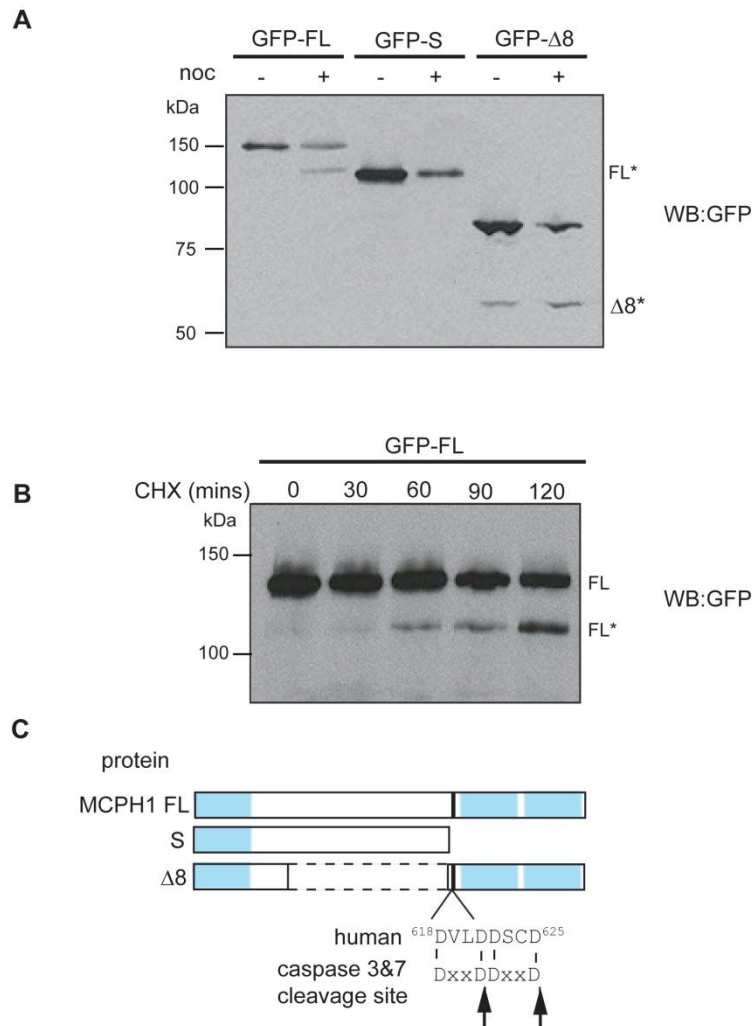 A
GFP-FL GFP-S GFP-Δ8
noc - + - + - +
kDa
150
100
75
50
FL*
Δ8*
WB:GFP
GFP-FL
B
CHX (mins) 0 30 60 90 120
kDa
150
100
FL
FL*
WB:GFP
C
protein
MCPH1 FL
S
Δ8
human ⁶¹⁸DVLDDSCD⁶²⁵
caspase 3&7 DxxDDxxD
cleavage site